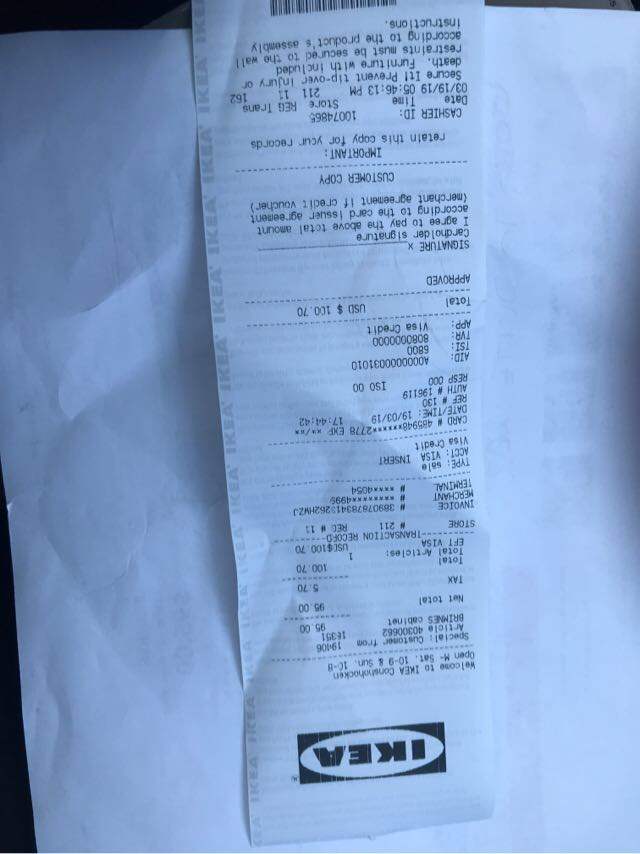 IKEA
Welcome to IKEA Conshohocken
Open M- Sat. 10-9 & Sun. 10-8
Special: Customer from 19406
Article 40300662
BRIMNES 95.00
cabinet
Net total 95.00
TAX 5.70
Total 100.70
Total Articles: 1
EFT VISA USD$100.70
TRANSACTION RECORD
STORE # 211 REG # 11
INVOICE # 389078783413262HWZJ
MERCHANT # *****4999
TERMINAL # *****4054
TYPE: sale
ACCT: VISA INSERT
Visa Credit
CARD # 485948******2778 EXP **/**
DATE/TIME: 19/03/19 17:44:42
REF # 130
AUTH # 196119
RESP 000 ISO 00
AID: A0000000031010
TSI: 6800
TVR: 8080000000
APP: Visa Credit
Total USD $ 100.70
APPROVED
SIGNATURE x
Cardholder signature
I agree to pay the above total amount
according to the card issuer agreement
(merchant agreement if credit voucher)
CUSTOMER COPY
IMPORTANT:
retain this copy for your records
CASHIER ID: 10074865
Date Time Store REG Trans
03/19/19 05:46:13 PM 211 11 162
Secure It! Prevent tip-over injury or
death. Furniture with included
restraints must be secured to the wall
according to the product's assembly
instructions.